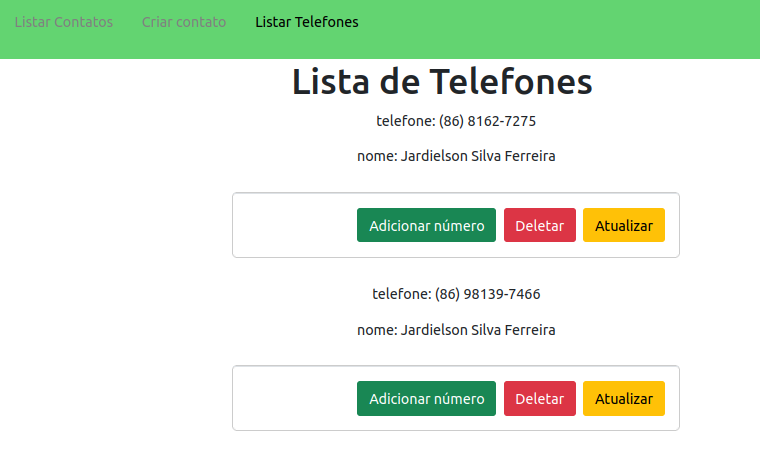 Listar Contatos Criar contato Listar Telefones
Lista de Telefones
telefone: (86) 8162-7275
nome: Jardielson Silva Ferreira
Adicionar número Deletar Atualizar
telefone: (86) 98139-7466
nome: Jardielson Silva Ferreira
Adicionar número Deletar Atualizar